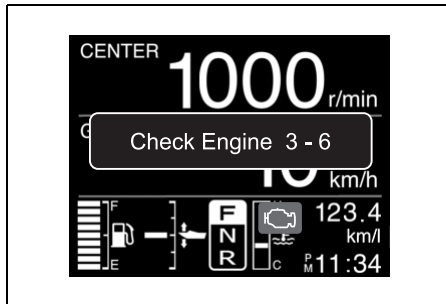 CENTER
1000 r/min
G
Check Engine 3 - 6
km/h
F
E
F
N
R
C
123.4
km/l
PM 11:34